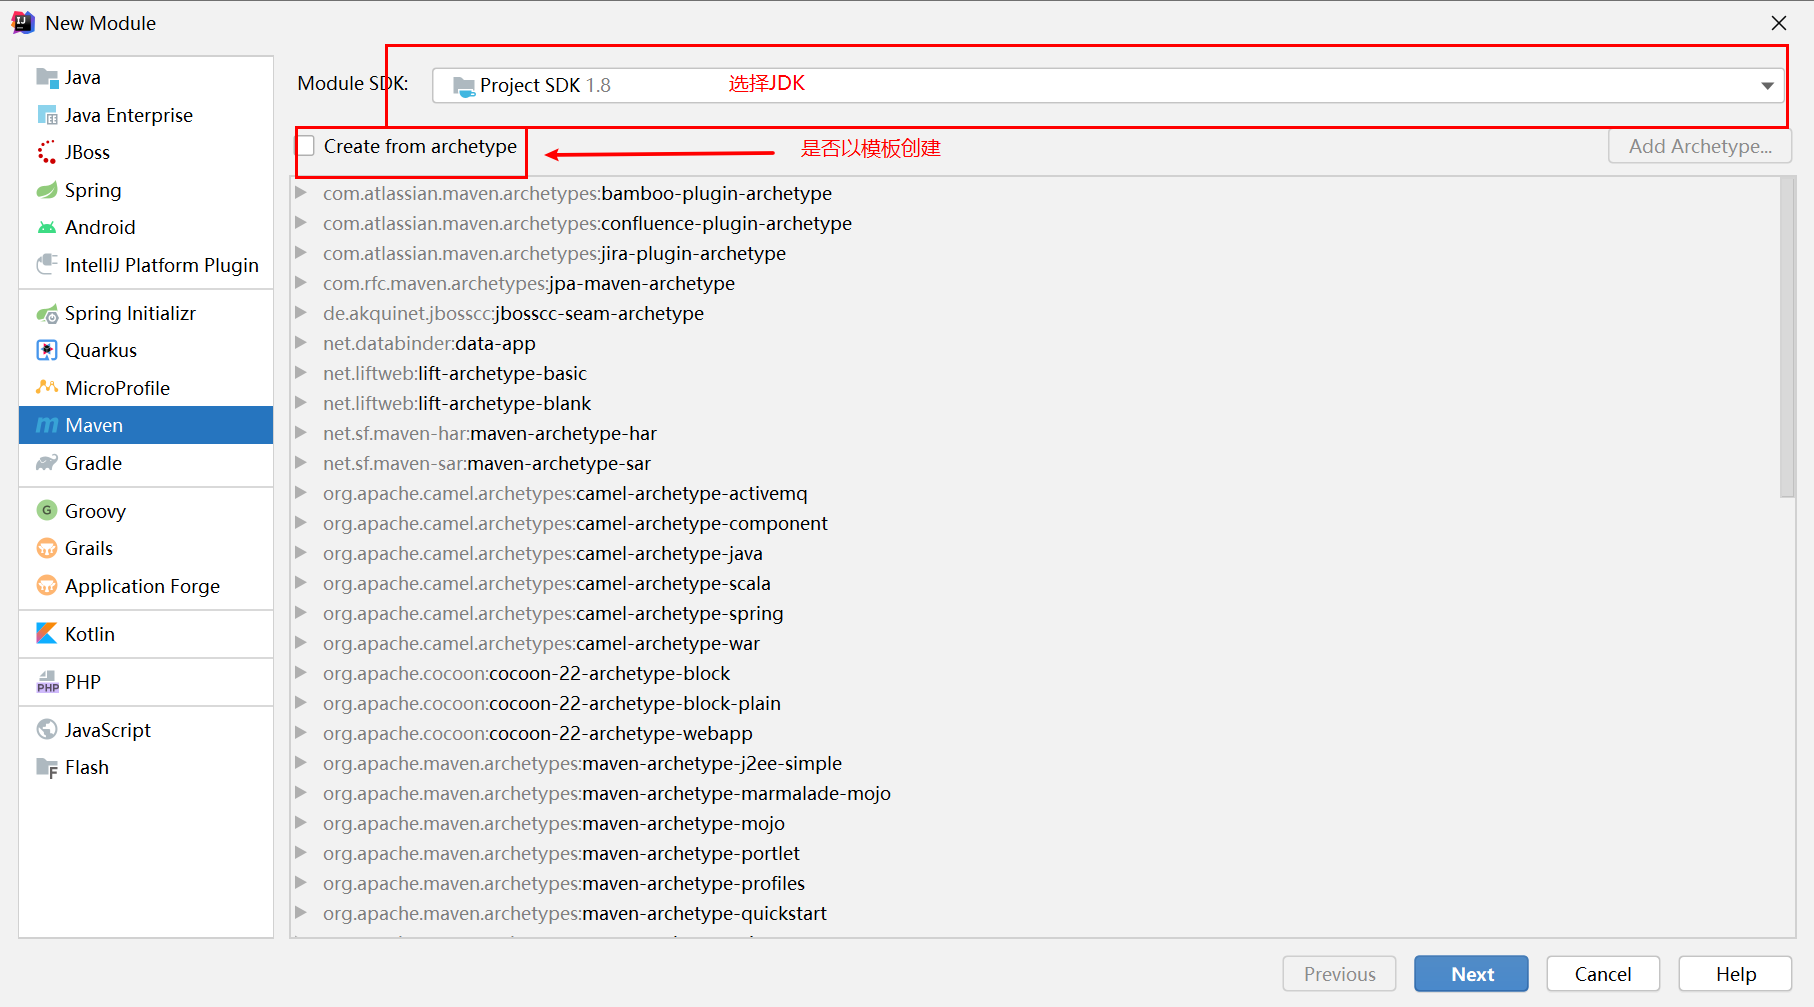 New Module
Java
Java Enterprise
JBoss
Spring
Android
IntelliJ Platform Plugin
Spring Initializr
Quarkus
MicroProfile
Maven
Gradle
Groovy
Grails
Application Forge
Kotlin
PHP
JavaScript
Flash
Module SDK: Project SDK 1.8 选择JDK
Create from archetype 是否以模板创建 Add Archetype...
com.atlassian.maven.archetypes:bamboo-plugin-archetype
com.atlassian.maven.archetypes:confluence-plugin-archetype
com.atlassian.maven.archetypes:jira-plugin-archetype
com.rfc.maven.archetypes:jpa-maven-archetype
de.akquinet.jbosscc:jbosscc-seam-archetype
net.databinder:data-app
net.liftweb:lift-archetype-basic
net.liftweb:lift-archetype-blank
net.sf.maven-har:maven-archetype-har
net.sf.maven-sar:maven-archetype-sar
org.apache.camel.archetypes:camel-archetype-activemq
org.apache.camel.archetypes:camel-archetype-component
org.apache.camel.archetypes:camel-archetype-java
org.apache.camel.archetypes:camel-archetype-scala
org.apache.camel.archetypes:camel-archetype-spring
org.apache.camel.archetypes:camel-archetype-war
org.apache.cocoon:cocoon-22-archetype-block
org.apache.cocoon:cocoon-22-archetype-block-plain
org.apache.cocoon:cocoon-22-archetype-webapp
org.apache.maven.archetypes:maven-archetype-j2ee-simple
org.apache.maven.archetypes:maven-archetype-marmalade-mojo
org.apache.maven.archetypes:maven-archetype-mojo
org.apache.maven.archetypes:maven-archetype-portlet
org.apache.maven.archetypes:maven-archetype-profiles
org.apache.maven.archetypes:maven-archetype-quickstart
Previous Next Cancel Help